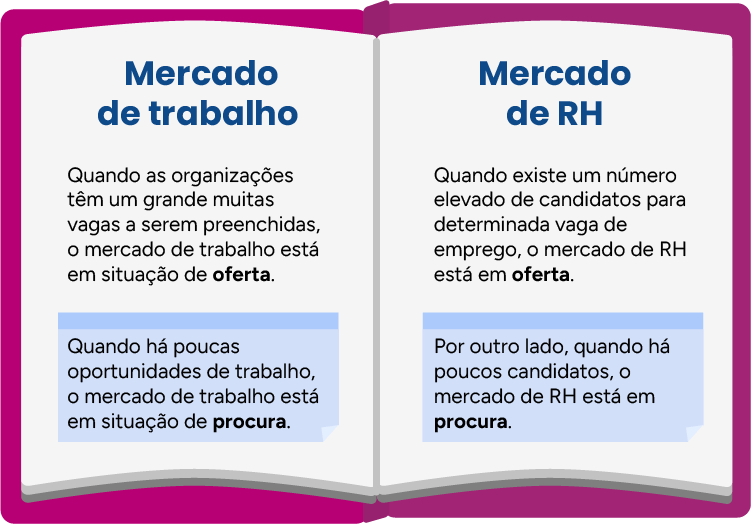 Mercado
de trabalho
Quando as organizações
têm um grande muitas
vagas a serem preenchidas,
o mercado de trabalho está
em situação de oferta.
Quando há poucas
oportunidades de trabalho,
o mercado de trabalho está
em situação de procura.
Mercado
de RH
Quando existe um número
elevado de candidatos para
determinada vaga de
emprego, o mercado de RH
está em oferta.
Por outro lado, quando há
poucos candidatos, o
mercado de RH está em
procura.